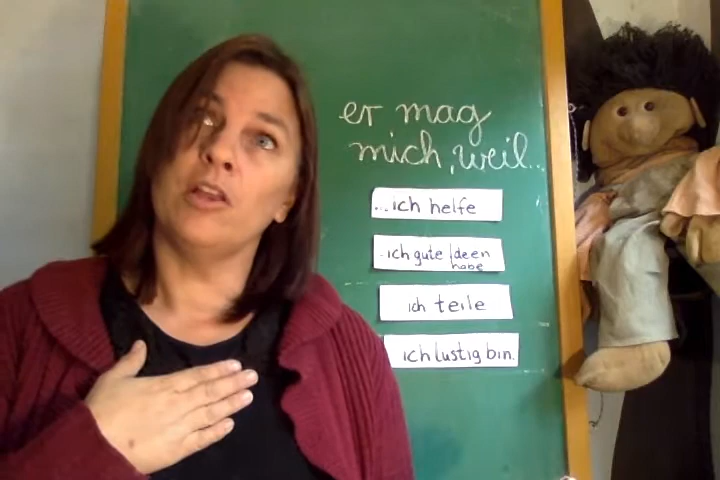 er mag
mich, weil...
...ich helfe
ich gute Ideen
habe
ich teile
ich lustig bin.